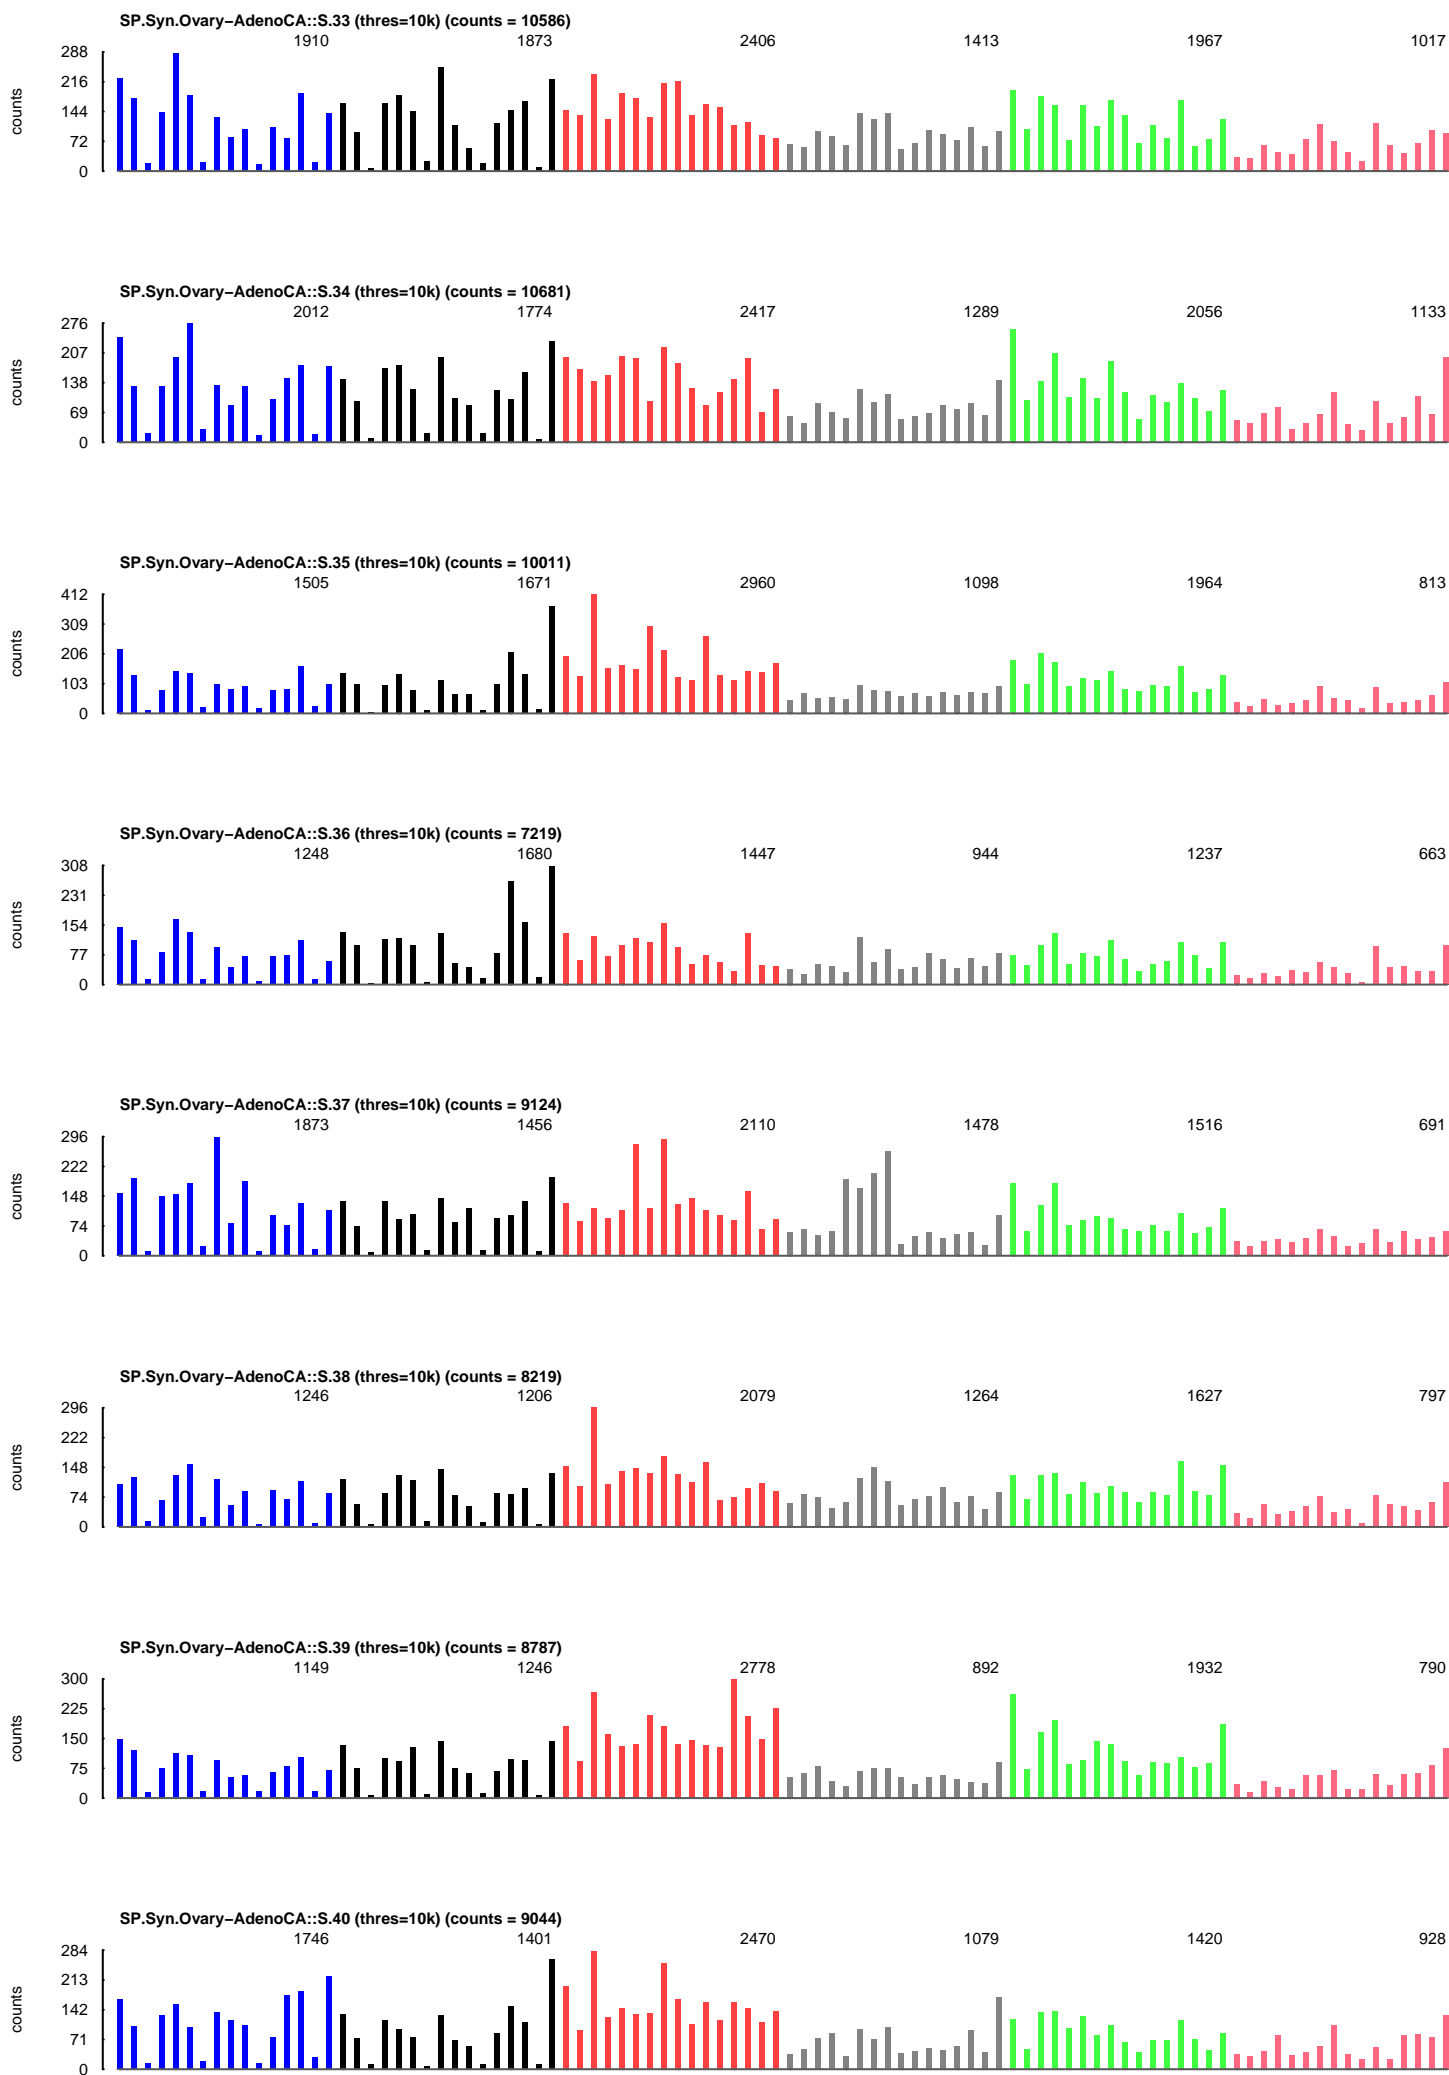 SP.Syn.Ovary–AdenoCA::S.33 (thres=10k) (counts = 10586)
1910 1873 2406 1413 1967 1017
288
216
144
72
0
counts
SP.Syn.Ovary–AdenoCA::S.34 (thres=10k) (counts = 10681)
2012 1774 2417 1289 2056 1133
276
207
138
69
0
counts
SP.Syn.Ovary–AdenoCA::S.35 (thres=10k) (counts = 10011)
1505 1671 2960 1098 1964 813
412
309
206
103
0
counts
SP.Syn.Ovary–AdenoCA::S.36 (thres=10k) (counts = 7219)
1248 1680 1447 944 1237 663
308
231
154
77
0
counts
SP.Syn.Ovary–AdenoCA::S.37 (thres=10k) (counts = 9124)
1873 1456 2110 1478 1516 691
296
222
148
74
0
counts
SP.Syn.Ovary–AdenoCA::S.38 (thres=10k) (counts = 8219)
1246 1206 2079 1264 1627 797
296
222
148
74
0
counts
SP.Syn.Ovary–AdenoCA::S.39 (thres=10k) (counts = 8787)
1149 1246 2778 892 1932 790
300
225
150
75
0
counts
SP.Syn.Ovary–AdenoCA::S.40 (thres=10k) (counts = 9044)
1746 1401 2470 1079 1420 928
284
213
142
71
0
counts